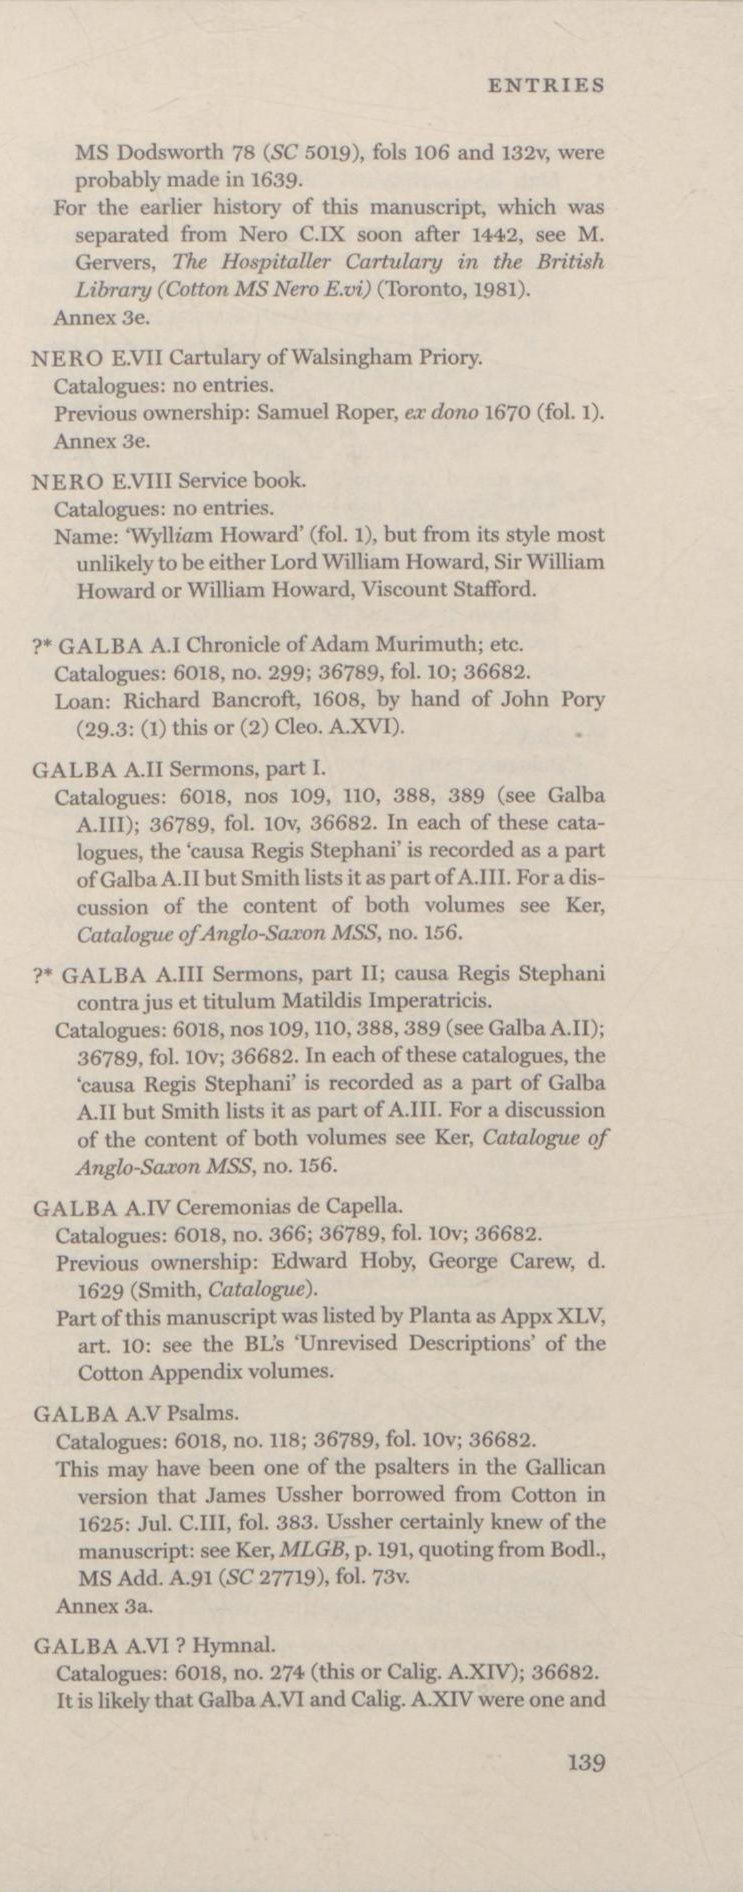 ENTRIES
MS Dodsworth 78 (SC 5019), fols 106 and 132v, were
probably made in 1639.
For the earlier history of this manuscript, which was
separated from Nero C.IX soon after 1442, see M.
Gervers, The Hospitaller Cartulary in the British
Library (Cotton MS Nero E.vi) (Toronto, 1981).
Annex 3e.
NERO E.VII Cartulary of Walsingham Priory.
Catalogues: no entries.
Previous ownership: Samuel Roper, ex dono 1670 (fol. 1).
Annex 3e.
NERO E.VIII Service book.
Catalogues: no entries.
Name: ‘Wylliam Howard’ (fol. 1), but from its style most
unlikely to be either Lord William Howard, Sir William
Howard or William Howard, Viscount Stafford.
?* GALBA A.I Chronicle of Adam Murimuth; etc.
Catalogues: 6018, no. 299; 36789, fol. 10; 36682.
Loan: Richard Bancroft, 1608, by hand of John Pory
(29.3: (1) this or (2) Cleo. A.XVI).
GALBA A.II Sermons, part I.
Catalogues: 6018, nos 109, 110, 388, 389 (see Galba
A.III); 36789, fol. 10v, 36682. In each of these cata-
logues, the ‘causa Regis Stephani’ is recorded as a part
of Galba A.II but Smith lists it as part of A.III. For a dis-
cussion of the content of both volumes see Ker,
Catalogue of Anglo-Saxon MSS, no. 156.
?* GALBA A.III Sermons, part II; causa Regis Stephani
contra jus et titulum Matildis Imperatricis.
Catalogues: 6018, nos 109, 110, 388, 389 (see Galba A.II);
36789, fol. 10v; 36682. In each of these catalogues, the
‘causa Regis Stephani’ is recorded as a part of Galba
A.II but Smith lists it as part of A.III. For a discussion
of the content of both volumes see Ker, Catalogue of
Anglo-Saxon MSS, no. 156.
GALBA A.IV Ceremonias de Capella.
Catalogues: 6018, no. 366; 36789, fol. 10v; 36682.
Previous ownership: Edward Hoby, George Carew, d.
1629 (Smith, Catalogue).
Part of this manuscript was listed by Planta as Appx XLV,
art. 10: see the BL’s ‘Unrevised Descriptions’ of the
Cotton Appendix volumes.
GALBA A.V Psalms.
Catalogues: 6018, no. 118; 36789, fol. 10v; 36682.
This may have been one of the psalters in the Gallican
version that James Ussher borrowed from Cotton in
1625: Jul. C.III, fol. 383. Ussher certainly knew of the
manuscript: see Ker, MLGB, p. 191, quoting from Bodl.,
MS Add. A.91 (SC 27719), fol. 73v.
Annex 3a.
GALBA A.VI ? Hymnal.
Catalogues: 6018, no. 274 (this or Calig. A.XIV); 36682.
It is likely that Galba A.VI and Calig. A.XIV were one and
139